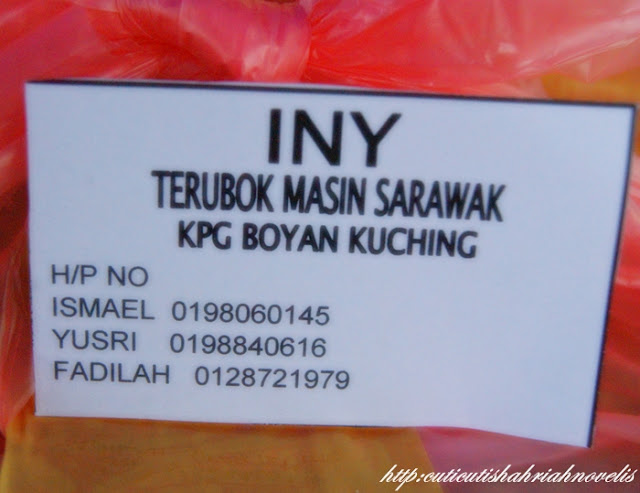 INY
TERUBOK MASIN SARAWAK
KPG BOYAN KUCHING
H/P NO
ISMAEL 0198060145
YUSRI 0198840616
FADILAH 0128721979
http:cuticutishahriahnovelis